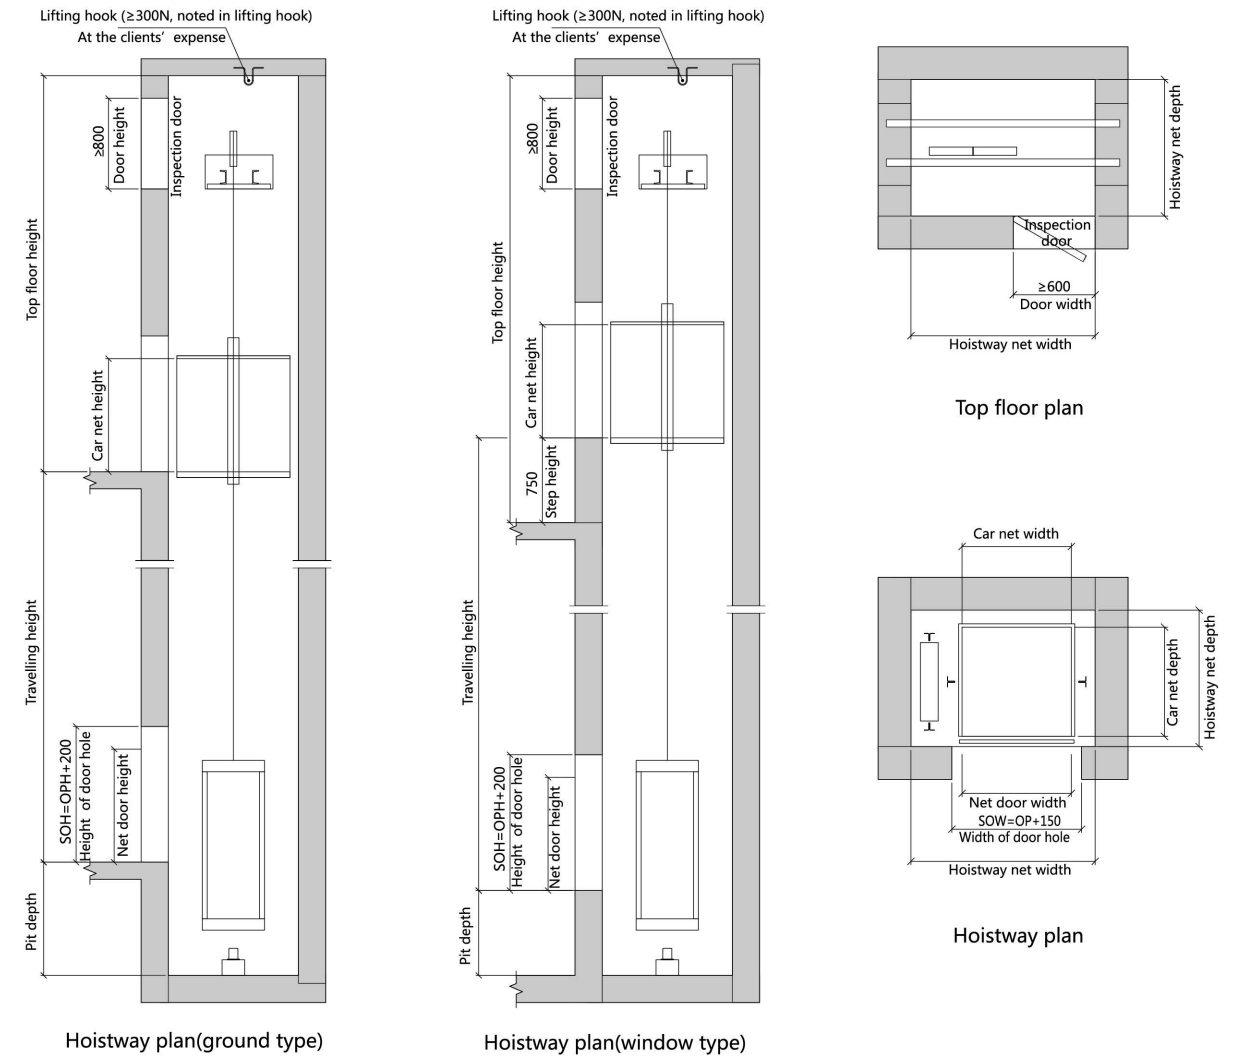 Lifting hook (≥300N, noted in lifting hook)
At the clients' expense
≥800
Door height
Inspection door
Top floor height
Car net height
Travelling height
SOH=OPH+200
Height of door hole
Net door height
Pit depth
Hoistway plan(ground type)
Lifting hook (≥300N, noted in lifting hook)
At the clients' expense
≥800
Door height
Inspection door
Top floor height
Car net height
750
Step height
Travelling height
SOH=OPH+200
Height of door hole
Net door height
Pit depth
Hoistway plan(window type)
Hoistway net depth
Inspection
door
≥600
Door width
Hoistway net width
Top floor plan
Car net width
Car net depth
Hoistway net depth
Net door width
SOW=OP+150
Width of door hole
Hoistway net width
Hoistway plan